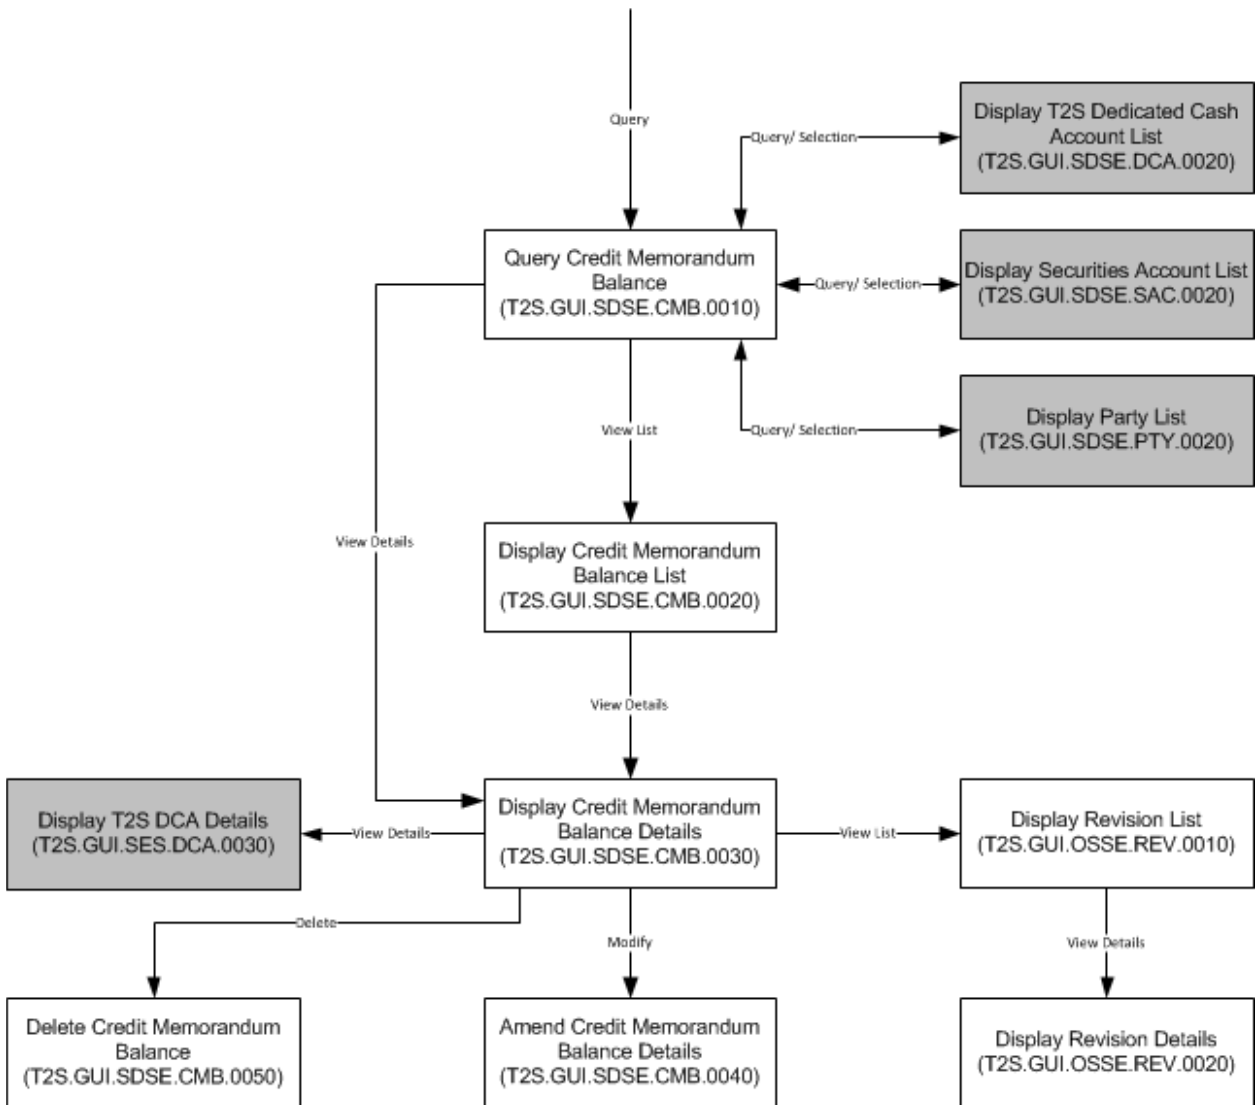 Query
Query/ Selection
Display T2S Dedicated Cash
Account List
(T2S.GUI.SDSE.DCA.0020)
Query Credit Memorandum
Balance
(T2S.GUI.SDSE.CMB.0010)
Query/ Selection
Display Securities Account List
(T2S.GUI.SDSE.SAC.0020)
View List
Query/ Selection
Display Party List
(T2S.GUI.SDSE.PTY.0020)
View Details
Display Credit Memorandum
Balance List
(T2S.GUI.SDSE.CMB.0020)
View Details
Display T2S DCA Details
(T2S.GUI.SES.DCA.0030)
View Details
Display Credit Memorandum
Balance Details
(T2S.GUI.SDSE.CMB.0030)
View List
Display Revision List
(T2S.GUI.OSSE.REV.0010)
Delete
Modify
View Details
Delete Credit Memorandum
Balance
(T2S.GUI.SDSE.CMB.0050)
Amend Credit Memorandum
Balance Details
(T2S.GUI.SDSE.CMB.0040)
Display Revision Details
(T2S.GUI.OSSE.REV.0020)